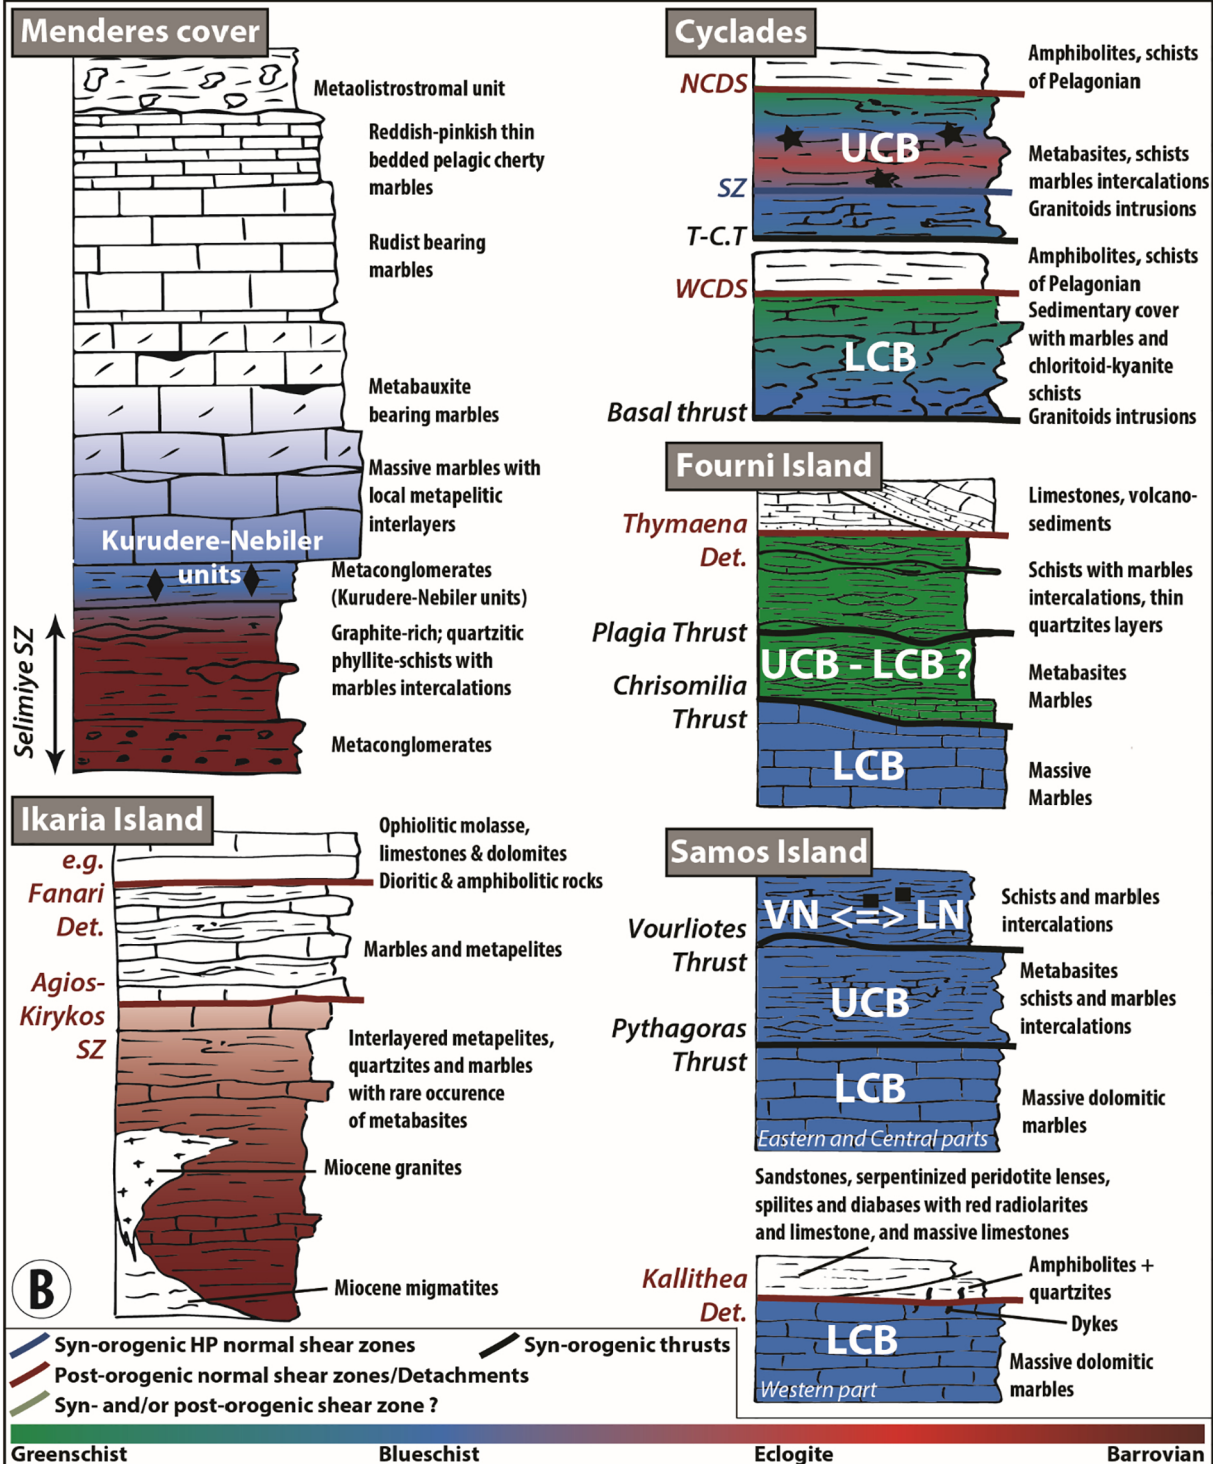 Menderes cover
Metaolistrostromal unit
Reddish-pinkish thin
bedded pelagic cherty
marbles
Rudist bearing
marbles
Metabauxite
bearing marbles
Massive marbles with
local metapelitic
interlayers
Kurudere-Nebiler
units
Metaconglomerates
(Kurudere-Nebiler units)
Graphite-rich; quartzitic
phyllite-schists with
marbles intercalations
Metaconglomerates
Selimiye SZ
Ikaria Island
Ophiolitic molasse,
limestones & dolomites
Dioritic & amphibolitic rocks
e.g.
Fanari
Det.
Marbles and metapelites
Agios-
Kirykos
SZ
Interlayered metapelites,
quartzites and marbles
with rare occurence
of metabasites
Miocene granites
Miocene migmatites
B
Cyclades
NCDS
Amphibolites, schists
of Pelagonian
UCB
Metabasites, schists
marbles intercalations
Granitoids intrusions
SZ
T-C.T
Amphibolites, schists
of Pelagonian
WCDS
Sedimentary cover
with marbles and
chloritoid-kyanite
schists
Granitoids intrusions
LCB
Basal thrust
Fourni Island
Limestones, volcano-
sediments
Thymaena
Det.
Schists with marbles
intercalations, thin
quartzites layers
Plagia Thrust
UCB - LCB ?
Metabasites
Marbles
Chrisomilia
Thrust
LCB
Massive
Marbles
Samos Island
VN <=> LN
Schists and marbles
intercalations
Vourliotes
Thrust
UCB
Metabasites
schists and marbles
intercalations
Pythagoras
Thrust
LCB
Massive dolomitic
marbles
Eastern and Central parts
Sandstones, serpentinized peridotite lenses,
spilites and diabases with red radiolarites
and limestone, and massive limestones
Kallithea
Det.
Amphibolites +
quartzites
Dykes
LCB
Massive dolomitic
marbles
Western part
Syn-orogenic HP normal shear zones
Syn-orogenic thrusts
Post-orogenic normal shear zones/Detachments
Syn- and/or post-orogenic shear zone ?
Greenschist
Blueschist
Eclogite
Barrovian